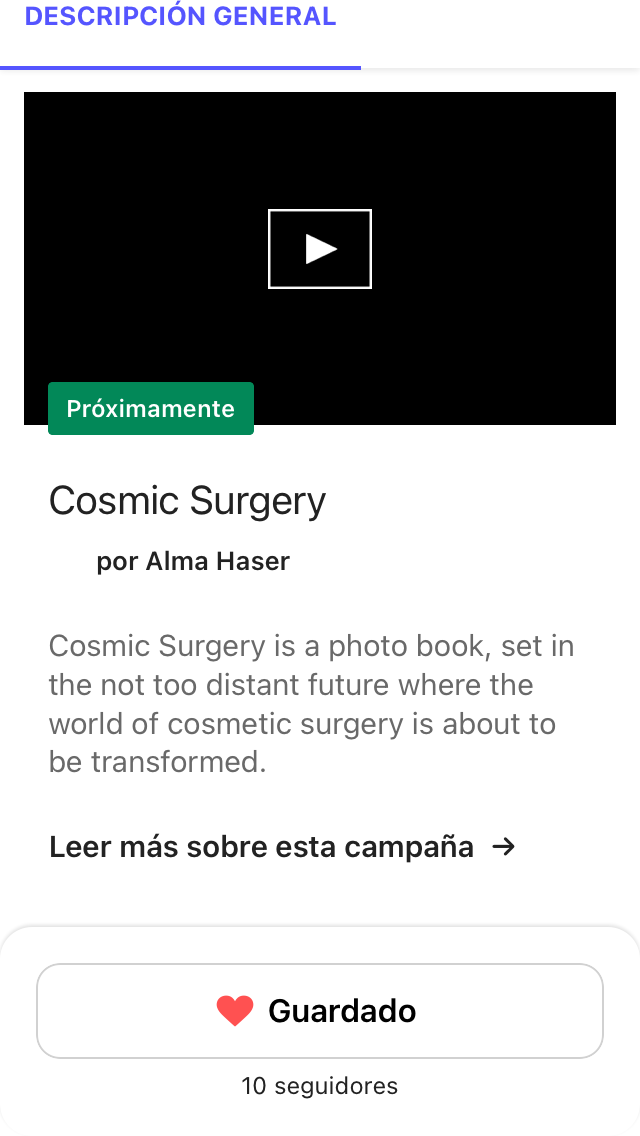 DESCRIPCIÓN GENERAL
Próximamente
Cosmic Surgery
por Alma Haser
Cosmic Surgery is a photo book, set in
the not too distant future where the
world of cosmetic surgery is about to
be transformed.
Leer más sobre esta campaña →
Guardado
10 seguidores